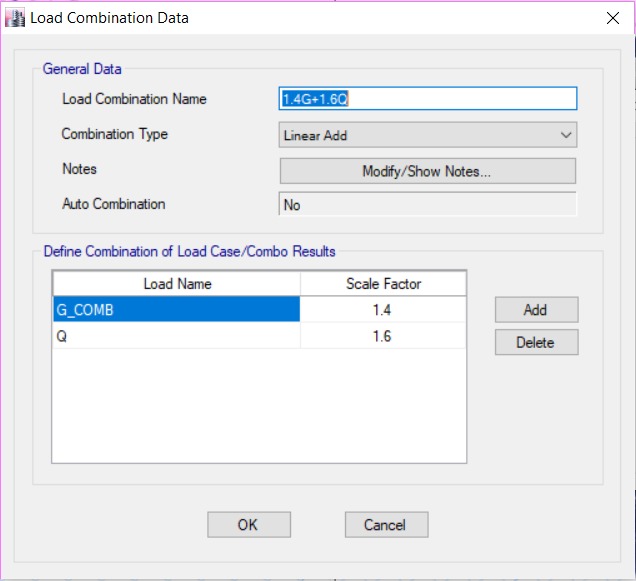 Load Combination Data
General Data
Load Combination Name 1.4G+1.6Q
Combination Type Linear Add
Notes Modify/Show Notes...
Auto Combination No
Define Combination of Load Case/Combo Results
Load Name Scale Factor
G_COMB 1.4 Add
Q 1.6 Delete
OK Cancel